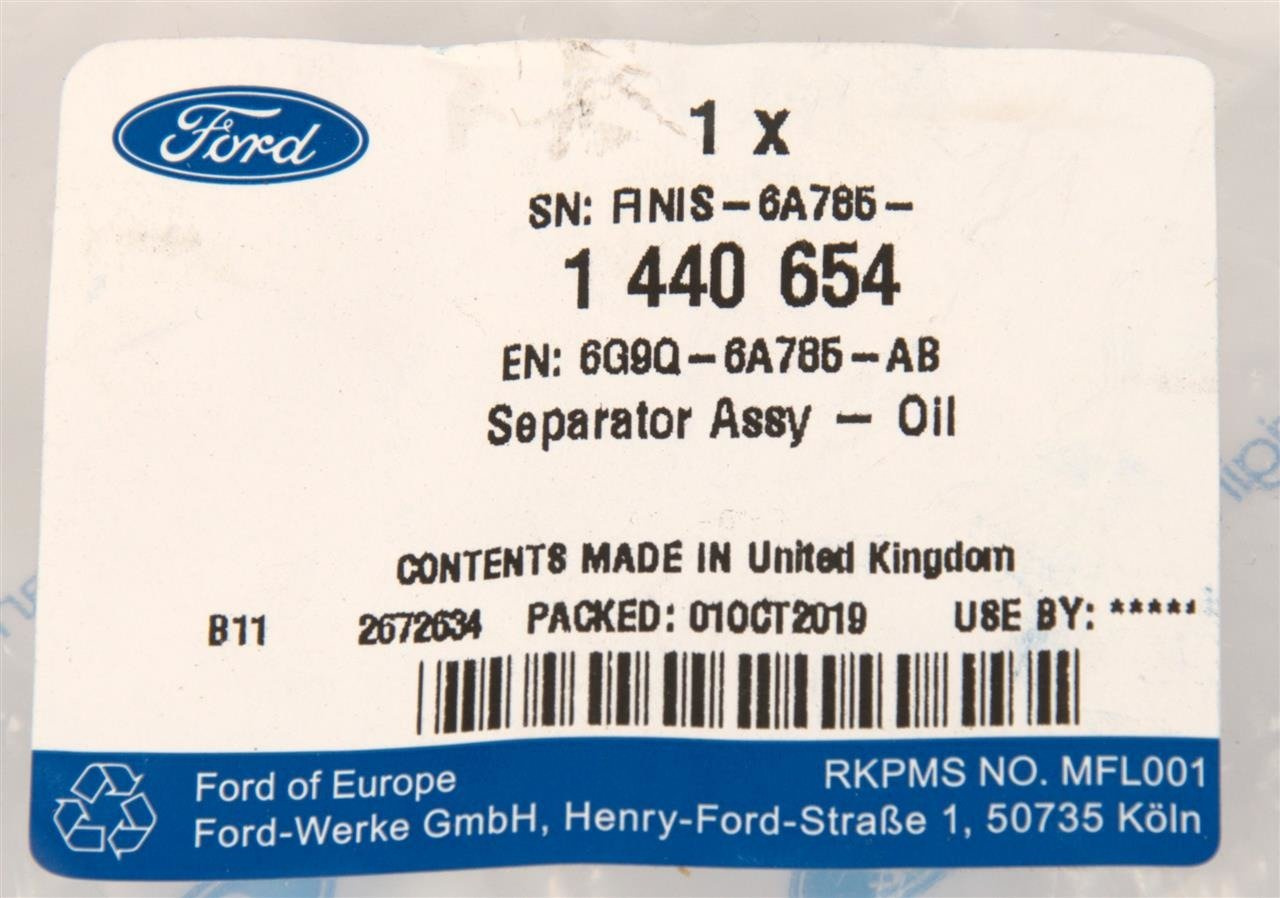 Ford
1 x
SN: FINIS-6A785-
1 440 654
EN: 6G9Q-6A785-AB
Separator Assy - Oil
CONTENTS MADE IN United Kingdom
B11 2672634 PACKED: 01OCT2019 USE BY: *****
Ford of Europe RKPMS NO. MFL001
Ford-Werke GmbH, Henry-Ford-Straße 1, 50735 Köln